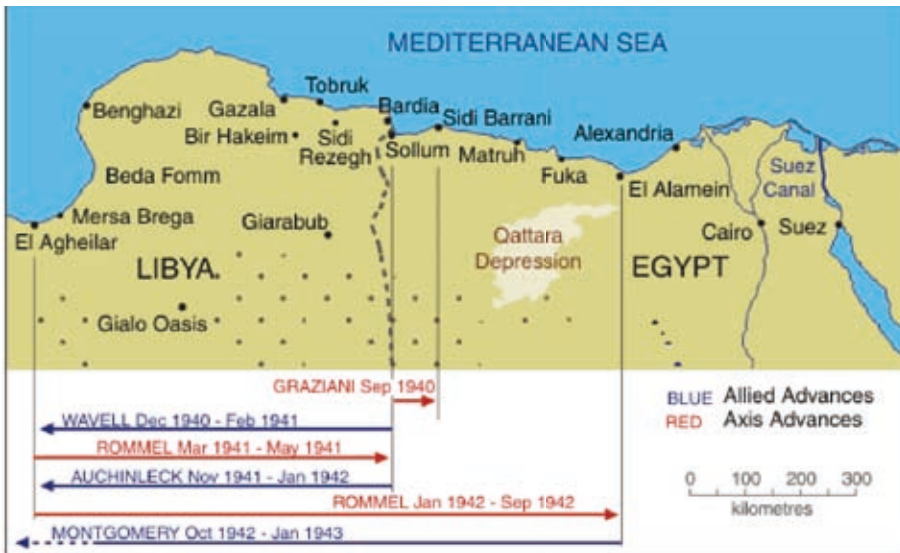 MEDITERRANEAN SEA
Tobruk
Benghazi
Gazala
Bardia
Sidi Barrani
Alexandria
Bir Hakeim
Sidi
Rezegh
Sollum
Matruh
Suez
Canal
Beda Fomm
Fuka
El Alamein
Mersa Brega
Giarabub
Cairo
Suez
El Agheilar
Qattara
Depression
LIBYA
EGYPT
Gialo Oasis
GRAZIANI Sep 1940
BLUE Allied Advances
WAVELL Dec 1940 - Feb 1941
RED Axis Advances
ROMMEL Mar 1941 - May 1941
AUCHINLECK Nov 1941 - Jan 1942
0 100 200 300
ROMMEL Jan 1942 - Sep 1942
kilometres
MONTGOMERY Oct 1942 - Jan 1943